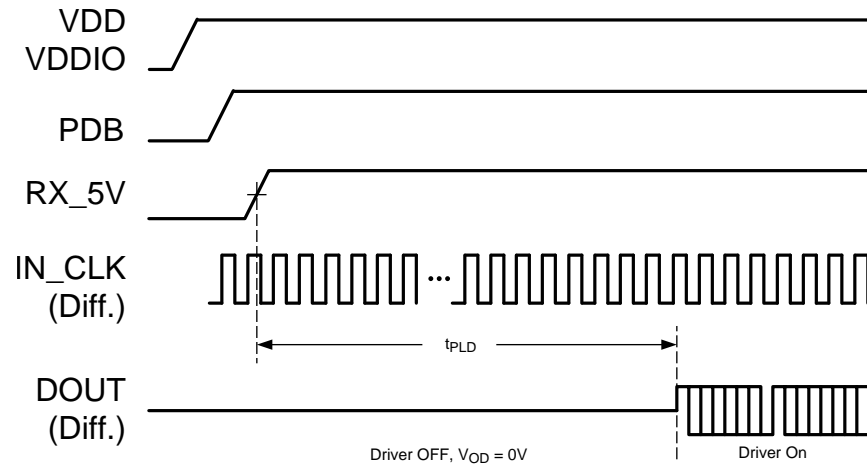 VDD
VDDIO
PDB
RX_5V
IN_CLK
(Diff.)
...
tPLD
DOUT
(Diff.)
Driver OFF, VOD = 0V
Driver On